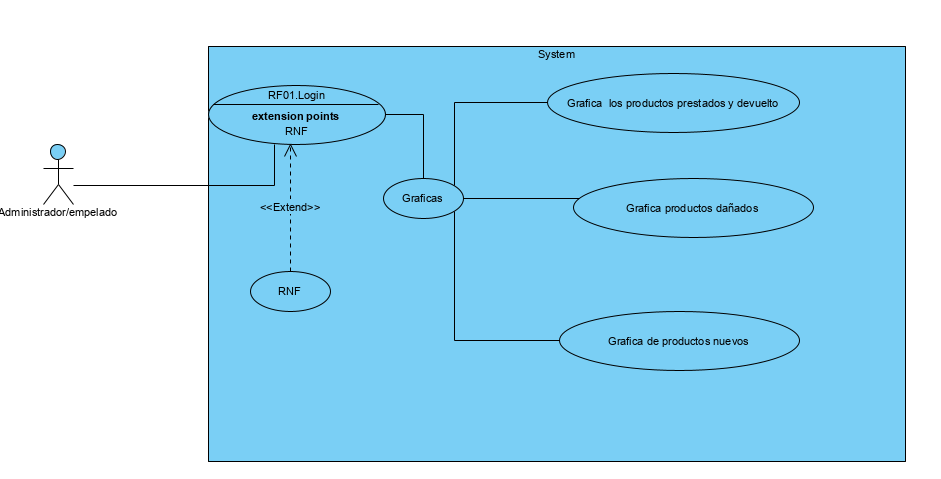 System
RF01.Login
extension points
RNF
Grafica los productos prestados y devuelto
Administrador/empelado
<<Extend>>
Graficas
Grafica productos dañados
RNF
Grafica de productos nuevos